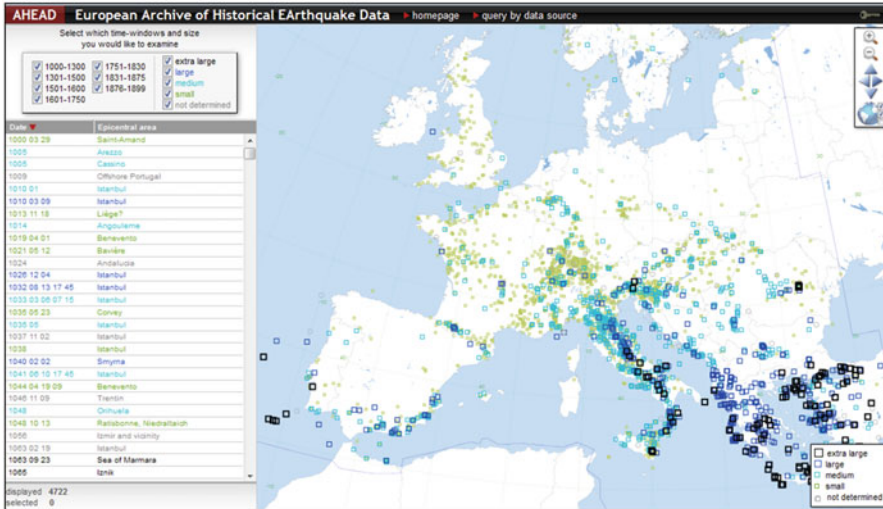 AHEAD European Archive of Historical EArthquake Data homepage query by data source
Select which time-windows and size
you would like to examine
1000-1300 1751-1830 extra large
1301-1500 1831-1875 large
1501-1600 1876-1899 medium
1601-1750 small
not determined
Date Epicentral area
1000 03 29 Saint-Amand
1005 Arezzo
1005 Cassino
1009 Offshore Portugal
1010 01 Istanbul
1010 03 09 Istanbul
1013 11 18 Liège?
1014 Angouleme
1019 04 01 Benevento
1021 05 12 Bavière
1024 Andalucia
1026 12 04 Istanbul
1032 08 13 17 45 Istanbul
1033 03 06 07 15 Istanbul
1035 05 23 Corvey
1035 05 Istanbul
1037 11 02 Istanbul
1038 Istanbul
1040 02 02 Smyrna
1041 06 10 17 45 Istanbul
1044 04 19 09 Benevento
1046 11 09 Trentin
1048 Orihuela
1048 10 13 Ratisbonne, Niedraltaich
1056 Izmir and vicinity
1063 02 19 Istanbul
1063 09 23 Sea of Marmara
1065 Iznik
displayed 4722
selected 0
extra large
large
medium
small
not determined